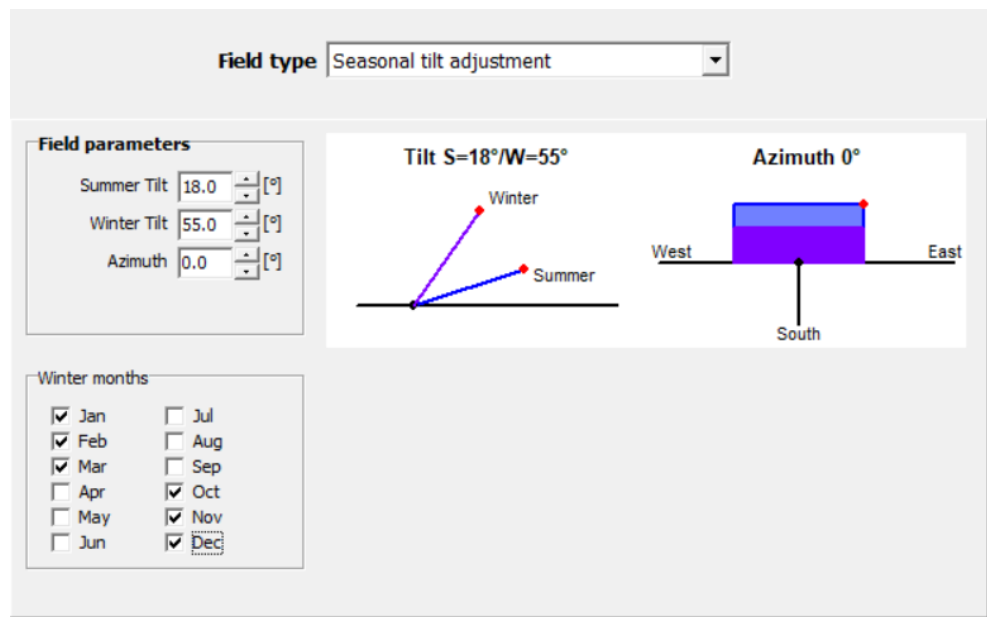 Field type Seasonal tilt adjustment
Field parameters
Summer Tilt 18.0 [°]
Winter Tilt 55.0 [°]
Azimuth 0.0 [°]
Tilt S=18°/W=55°
Winter
Summer
Azimuth 0°
West East
South
Winter months
Jan Jul
Feb Aug
Mar Sep
Apr Oct
May Nov
Jun Dec